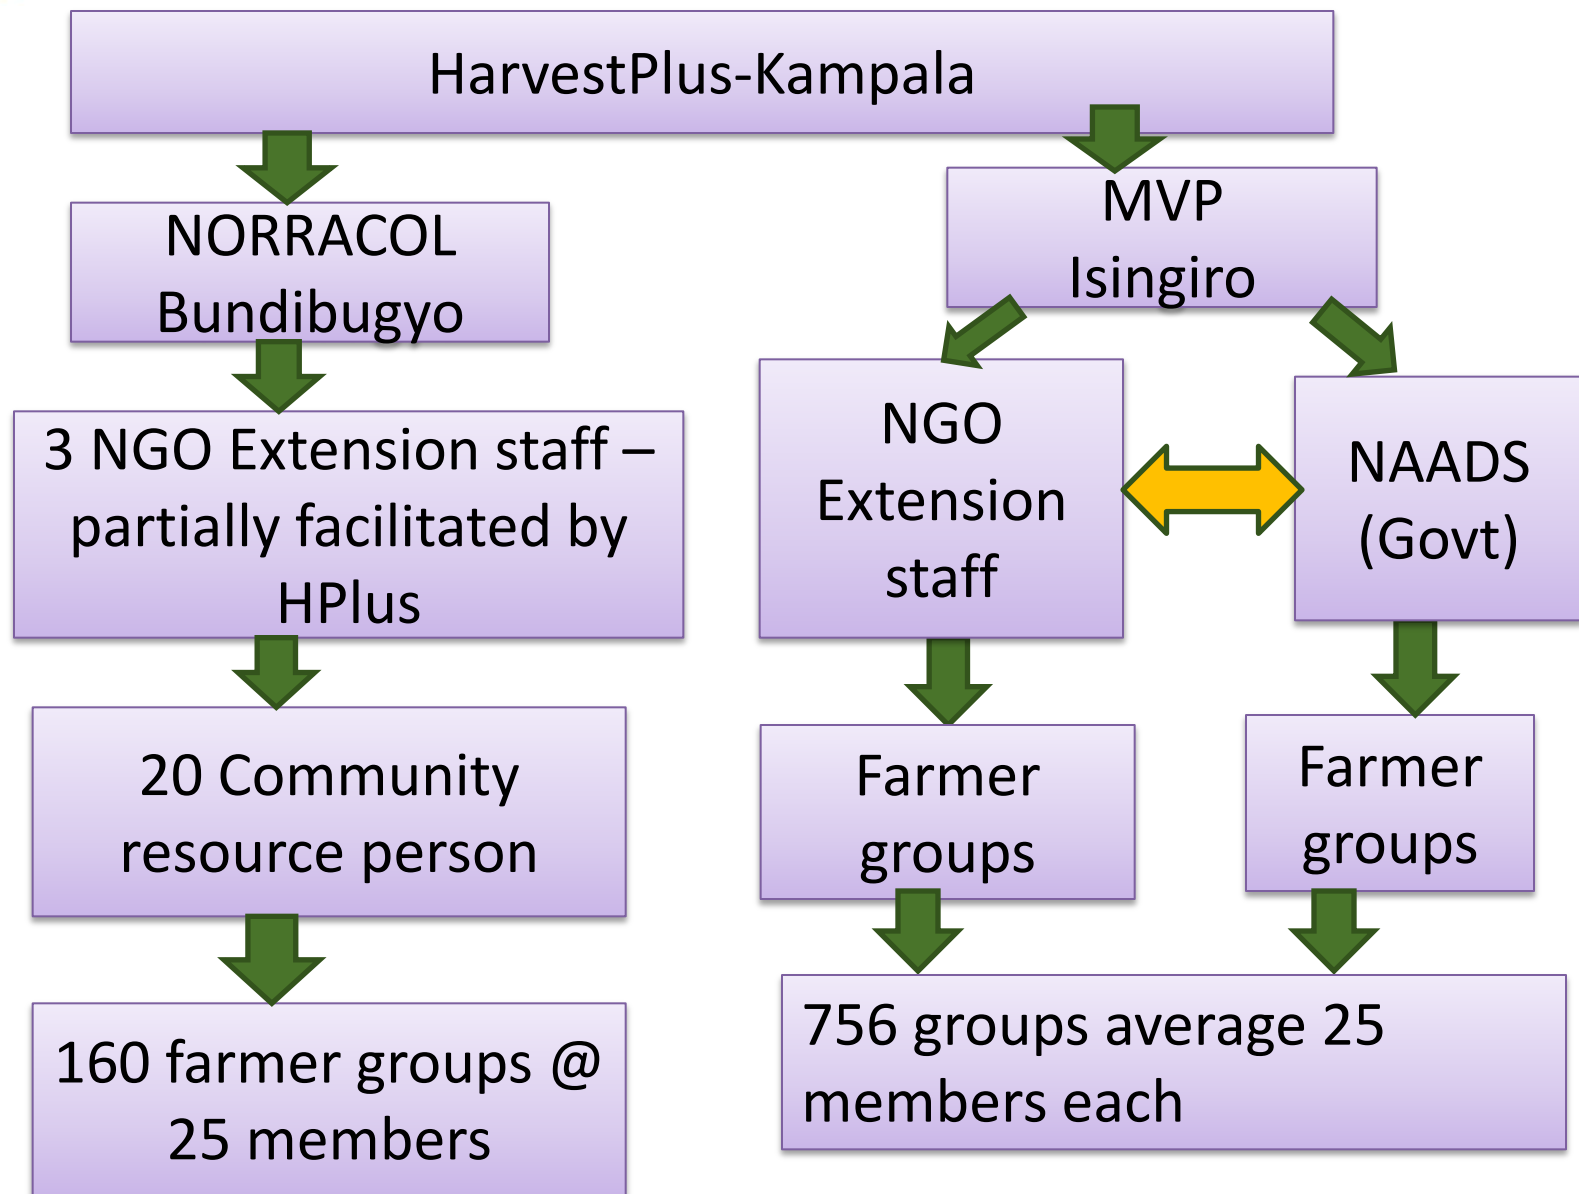 HarvestPlus-Kampala
NORRACOL
Bundibugyo
MVP
Isingiro
3 NGO Extension staff –
partially facilitated by
HPlus
NGO
Extension
staff
NAADS
(Govt)
20 Community
resource person
Farmer
groups
Farmer
groups
160 farmer groups @
25 members
756 groups average 25
members each